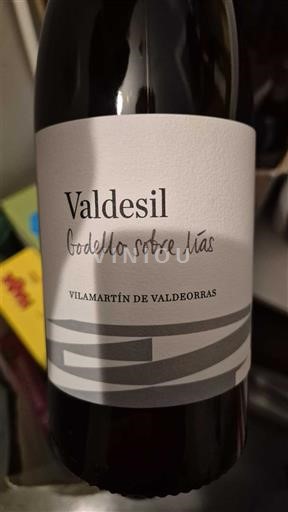 Valdesil
Godello sobre lías
VINIOU
VILAMARTÍN DE VALDEORRAS